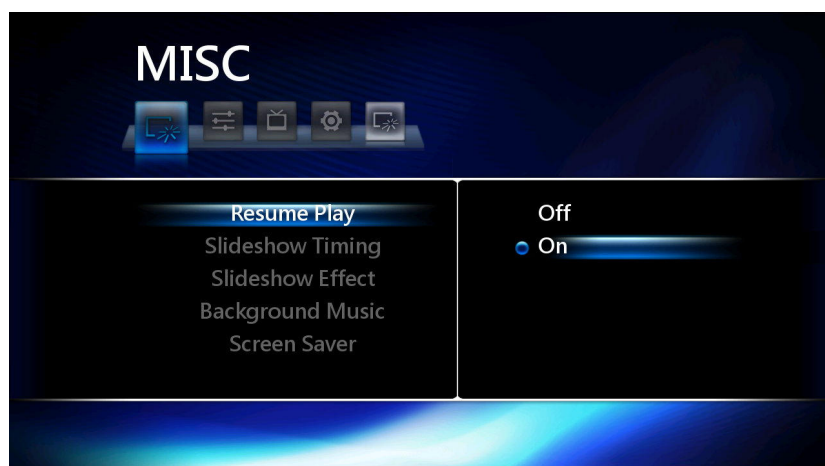 MISC
Resume Play
Slideshow Timing
Slideshow Effect
Background Music
Screen Saver
Off
On